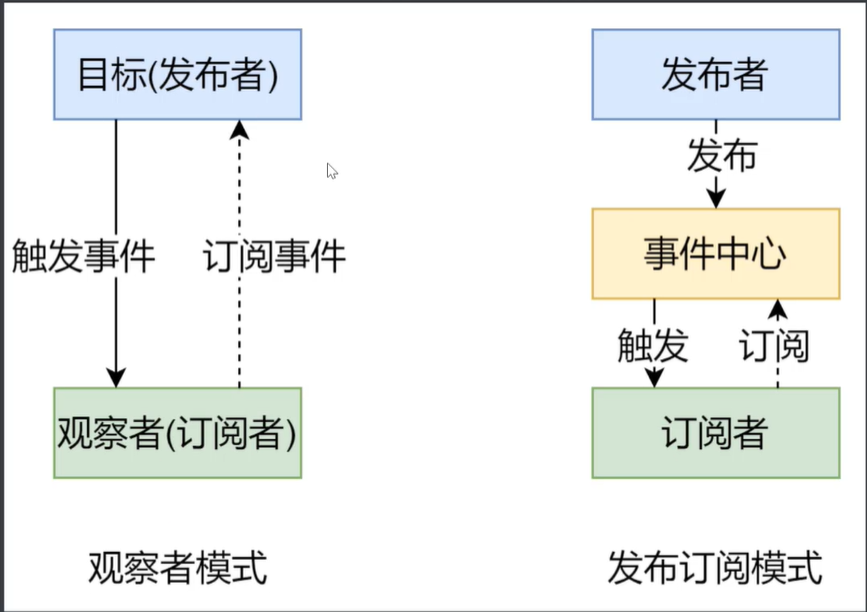 目标(发布者)
触发事件
订阅事件
观察者(订阅者)
观察者模式
发布者
发布
事件中心
触发
订阅
订阅者
发布订阅模式